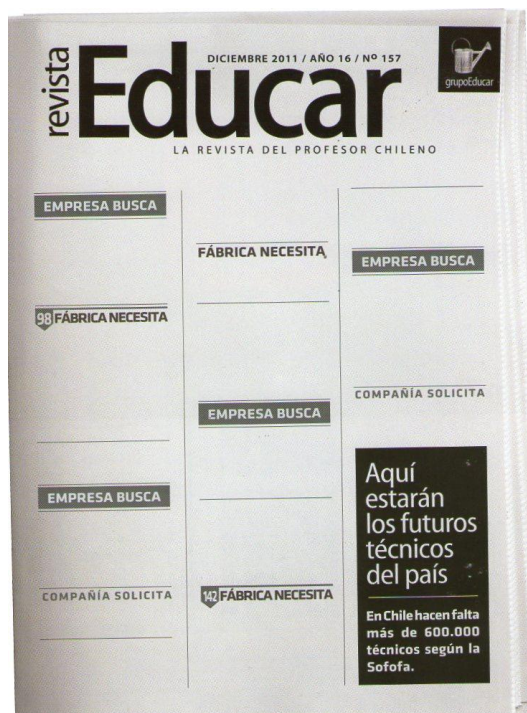 revista
Educar
DICIEMBRE 2011 / AÑO 16 / Nº 157
grupoEducar
LA REVISTA DEL PROFESOR CHILENO
EMPRESA BUSCA
98 FÁBRICA NECESITA
EMPRESA BUSCA
COMPAÑÍA SOLICITA
FÁBRICA NECESITA
EMPRESA BUSCA
142 FÁBRICA NECESITA
EMPRESA BUSCA
COMPAÑÍA SOLICITA
Aquí
estarán
los futuros
técnicos
del país
En Chile hacen falta
más de 600.000
técnicos según la
Sofofa.